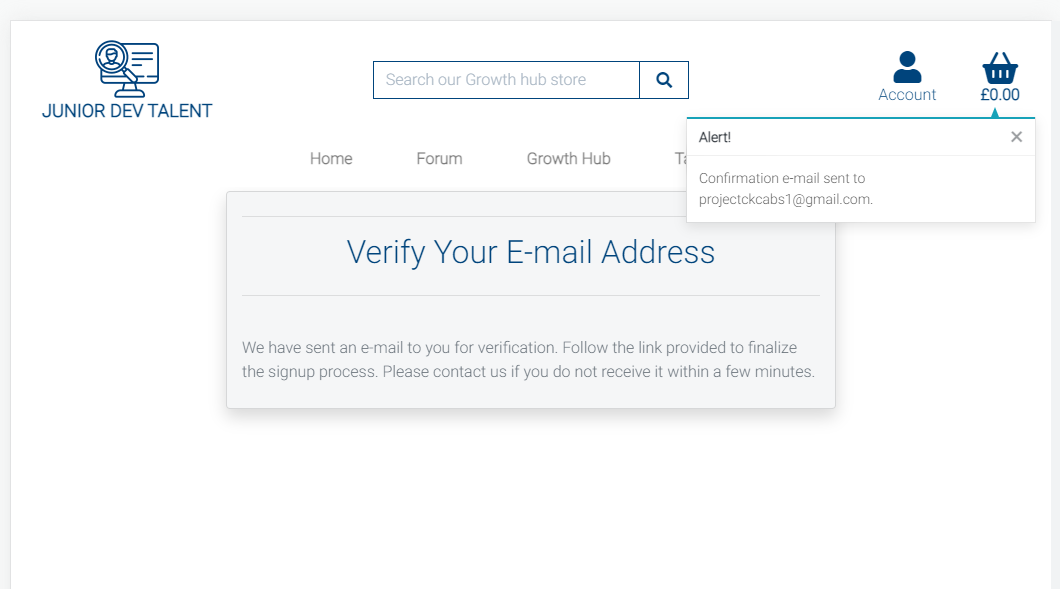 JUNIOR DEV TALENT
Search our Growth hub store
Account
£0.00
Alert!
Confirmation e-mail sent to
projectckcabs1@gmail.com.
Home Forum Growth Hub
Verify Your E-mail Address
We have sent an e-mail to you for verification. Follow the link provided to finalize
the signup process. Please contact us if you do not receive it within a few minutes.